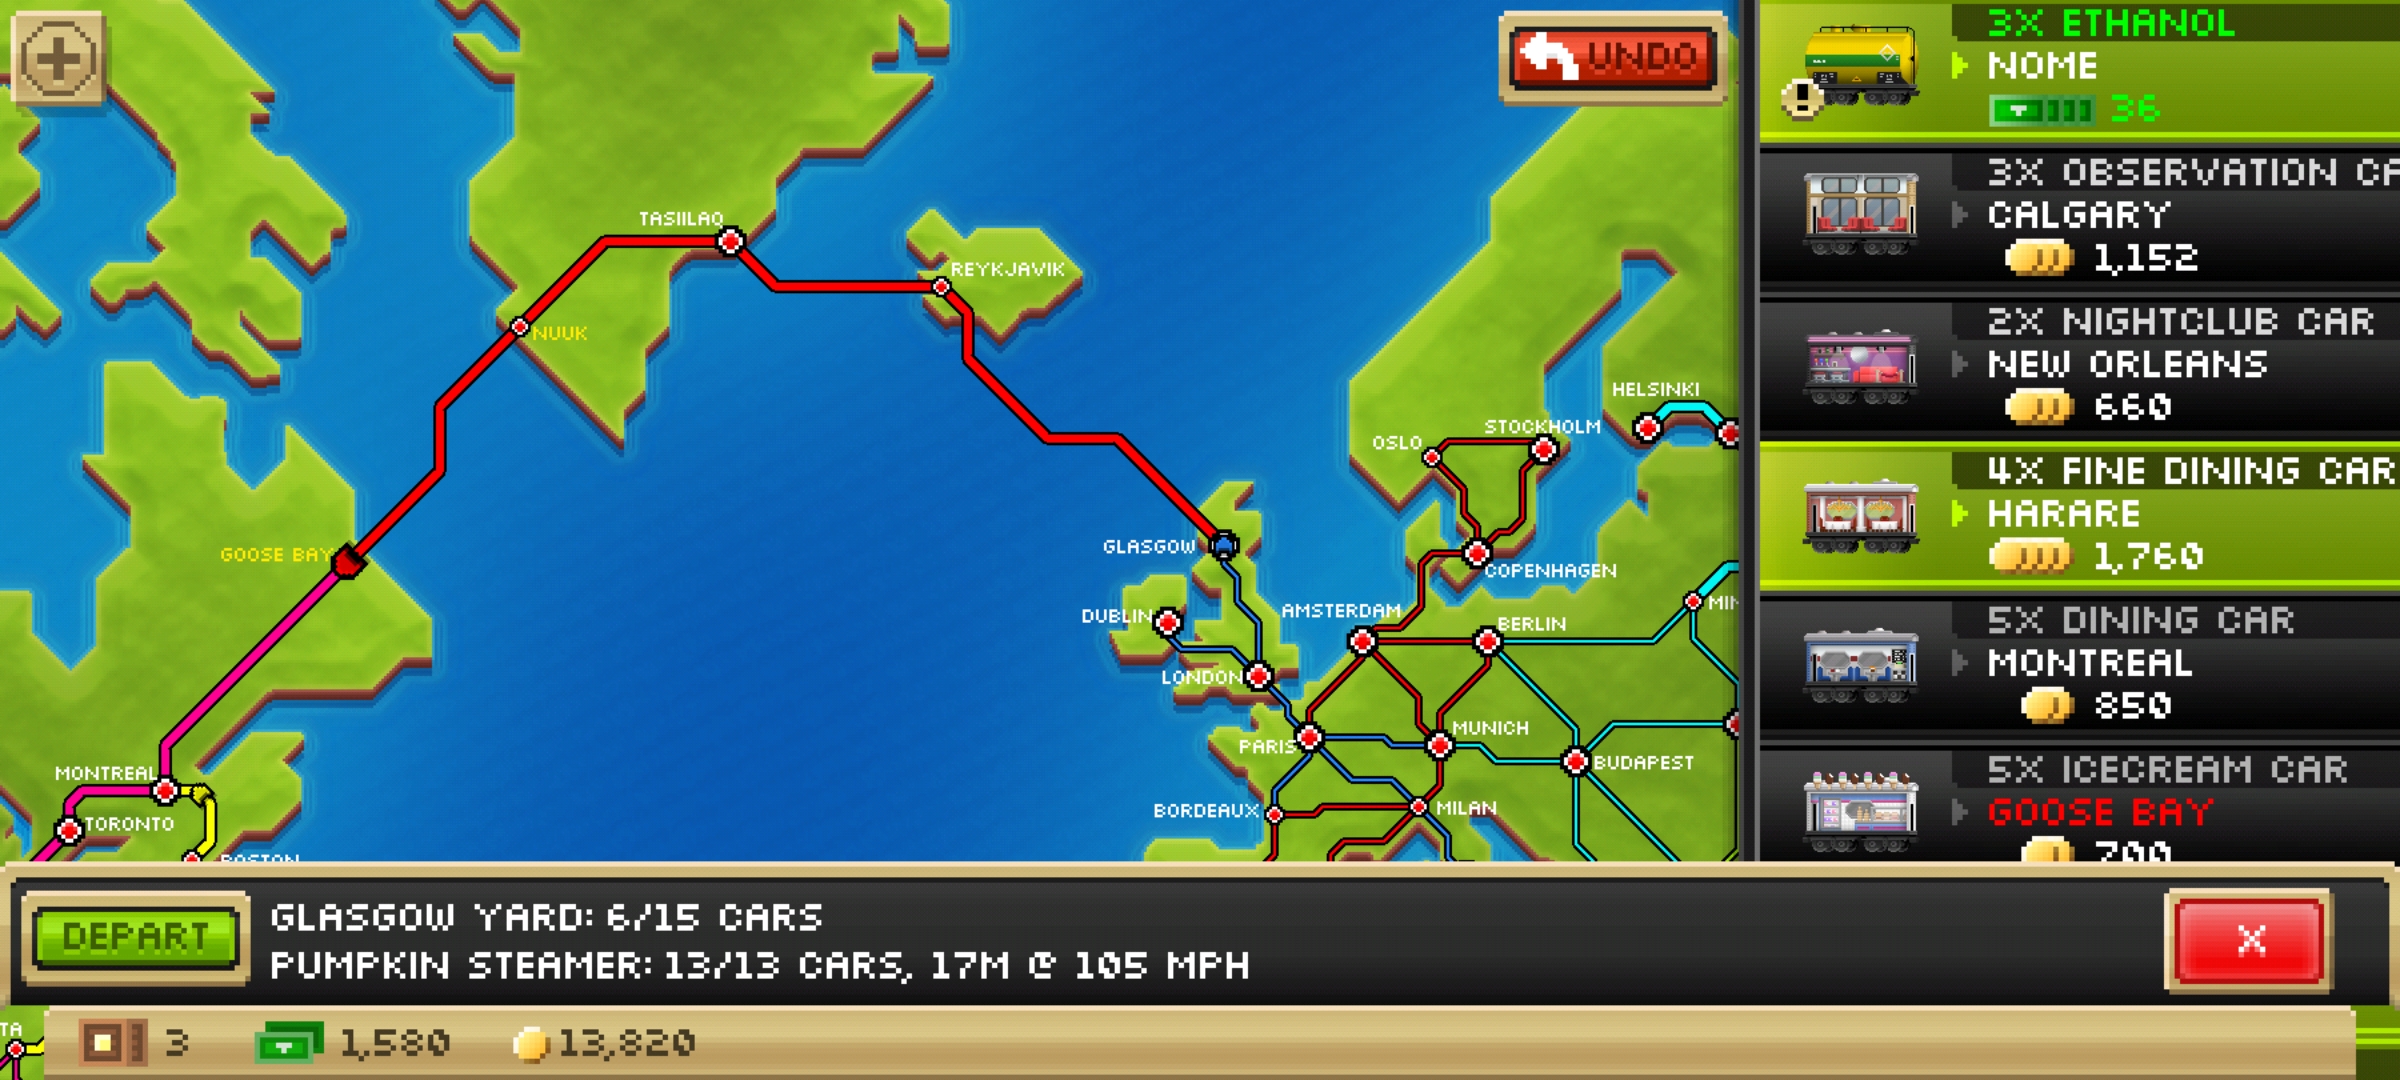 UNDO
TASIILAQ
REYKJAVIK
NUUK
HELSINKI
STOCKHOLM
OSLO
GOOSE BAY
GLASGOW
COPENHAGEN
DUBLIN
AMSTERDAM
BERLIN
LONDON
MUNICH
PARIS
BUDAPEST
MONTREAL
TORONTO
BORDEAUX
MILAN
BOSTON
3X ETHANOL
NOME
36
3X OBSERVATION CA
CALGARY
1,152
2X NIGHTCLUB CAR
NEW ORLEANS
660
4X FINE DINING CAR
HARARE
1,760
5X DINING CAR
MONTREAL
850
5X ICECREAM CAR
GOOSE BAY
700
DEPART
GLASGOW YARD: 6/15 CARS
PUMPKIN STEAMER: 13/13 CARS, 17M @ 105 MPH
X
3
1,580
13,820